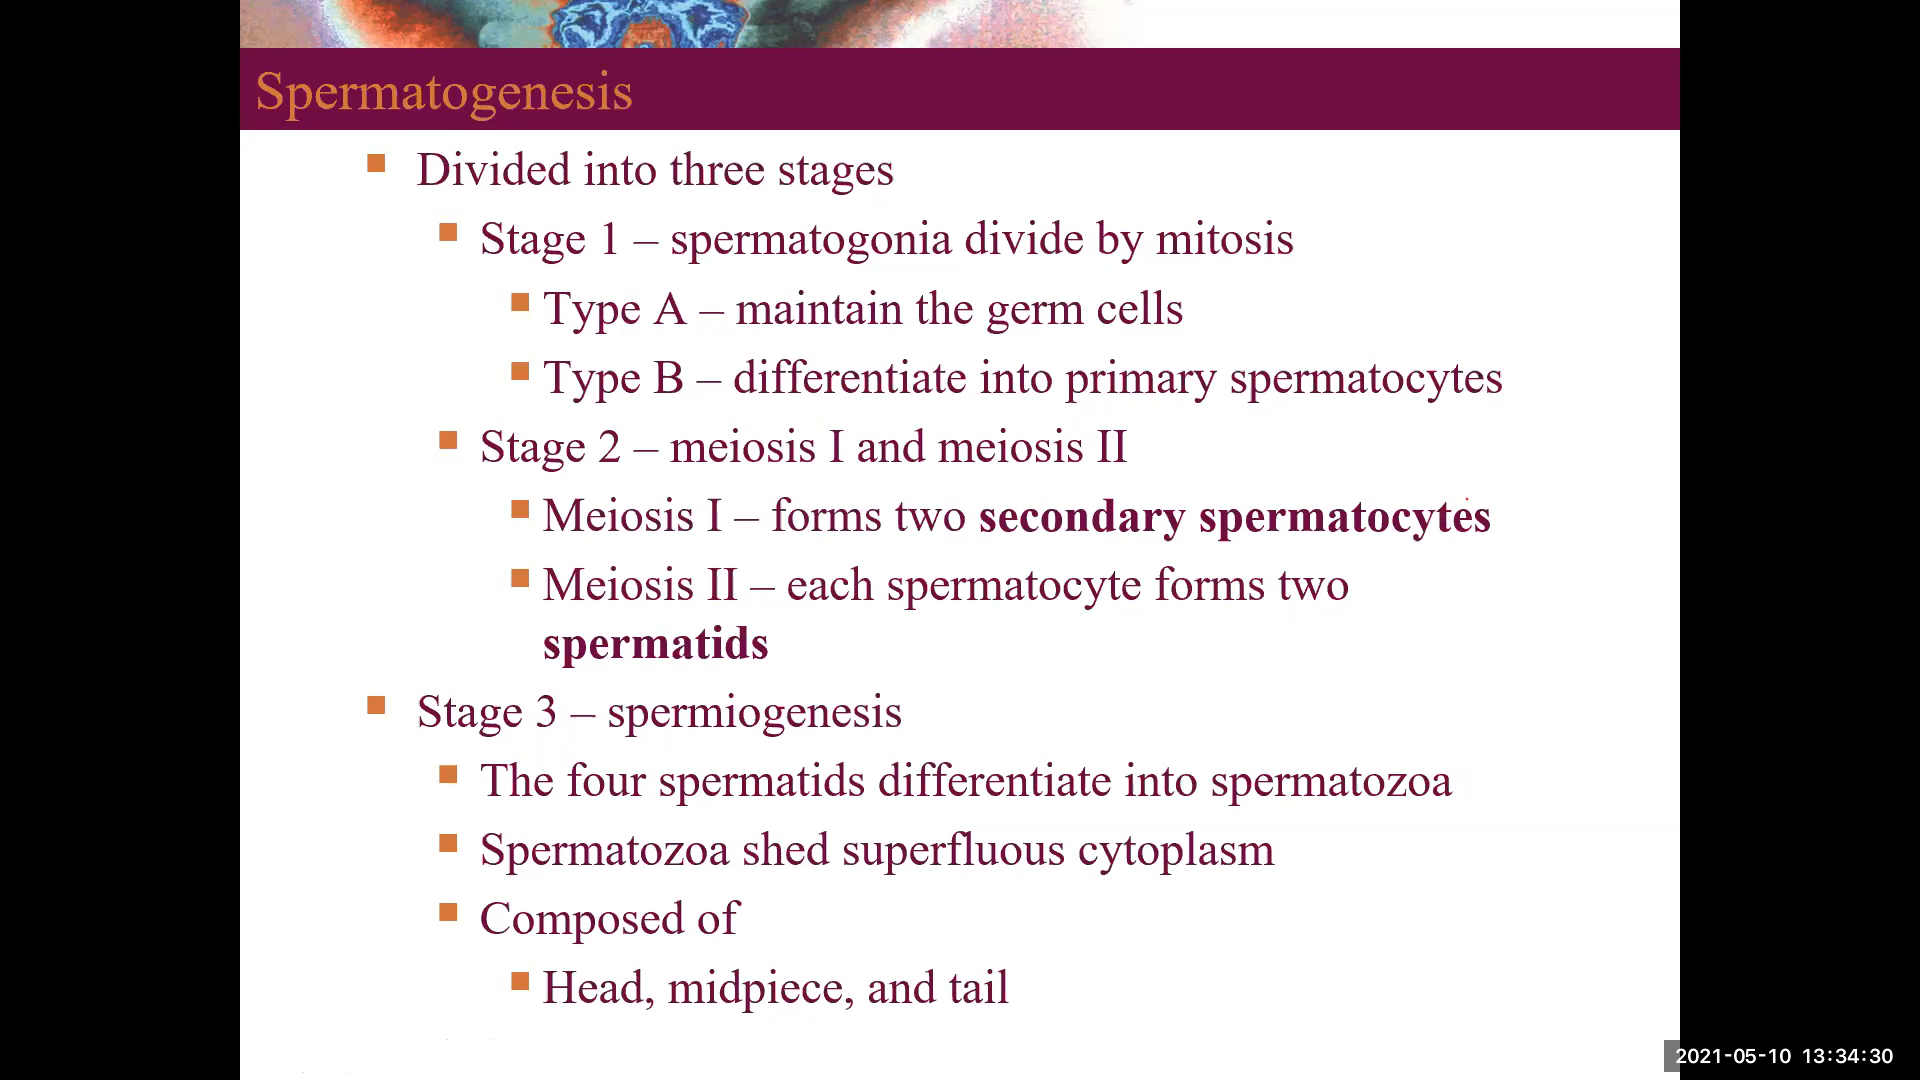 Spermatogenesis
Divided into three stages
Stage 1 – spermatogonia divide by mitosis
Type A – maintain the germ cells
Type B – differentiate into primary spermatocytes
Stage 2 – meiosis I and meiosis II
Meiosis I – forms two secondary spermatocytes
Meiosis II – each spermatocyte forms two
spermatids
Stage 3 – spermiogenesis
The four spermatids differentiate into spermatozoa
Spermatozoa shed superfluous cytoplasm
Composed of
Head, midpiece, and tail
2021-05-10 13:34:30